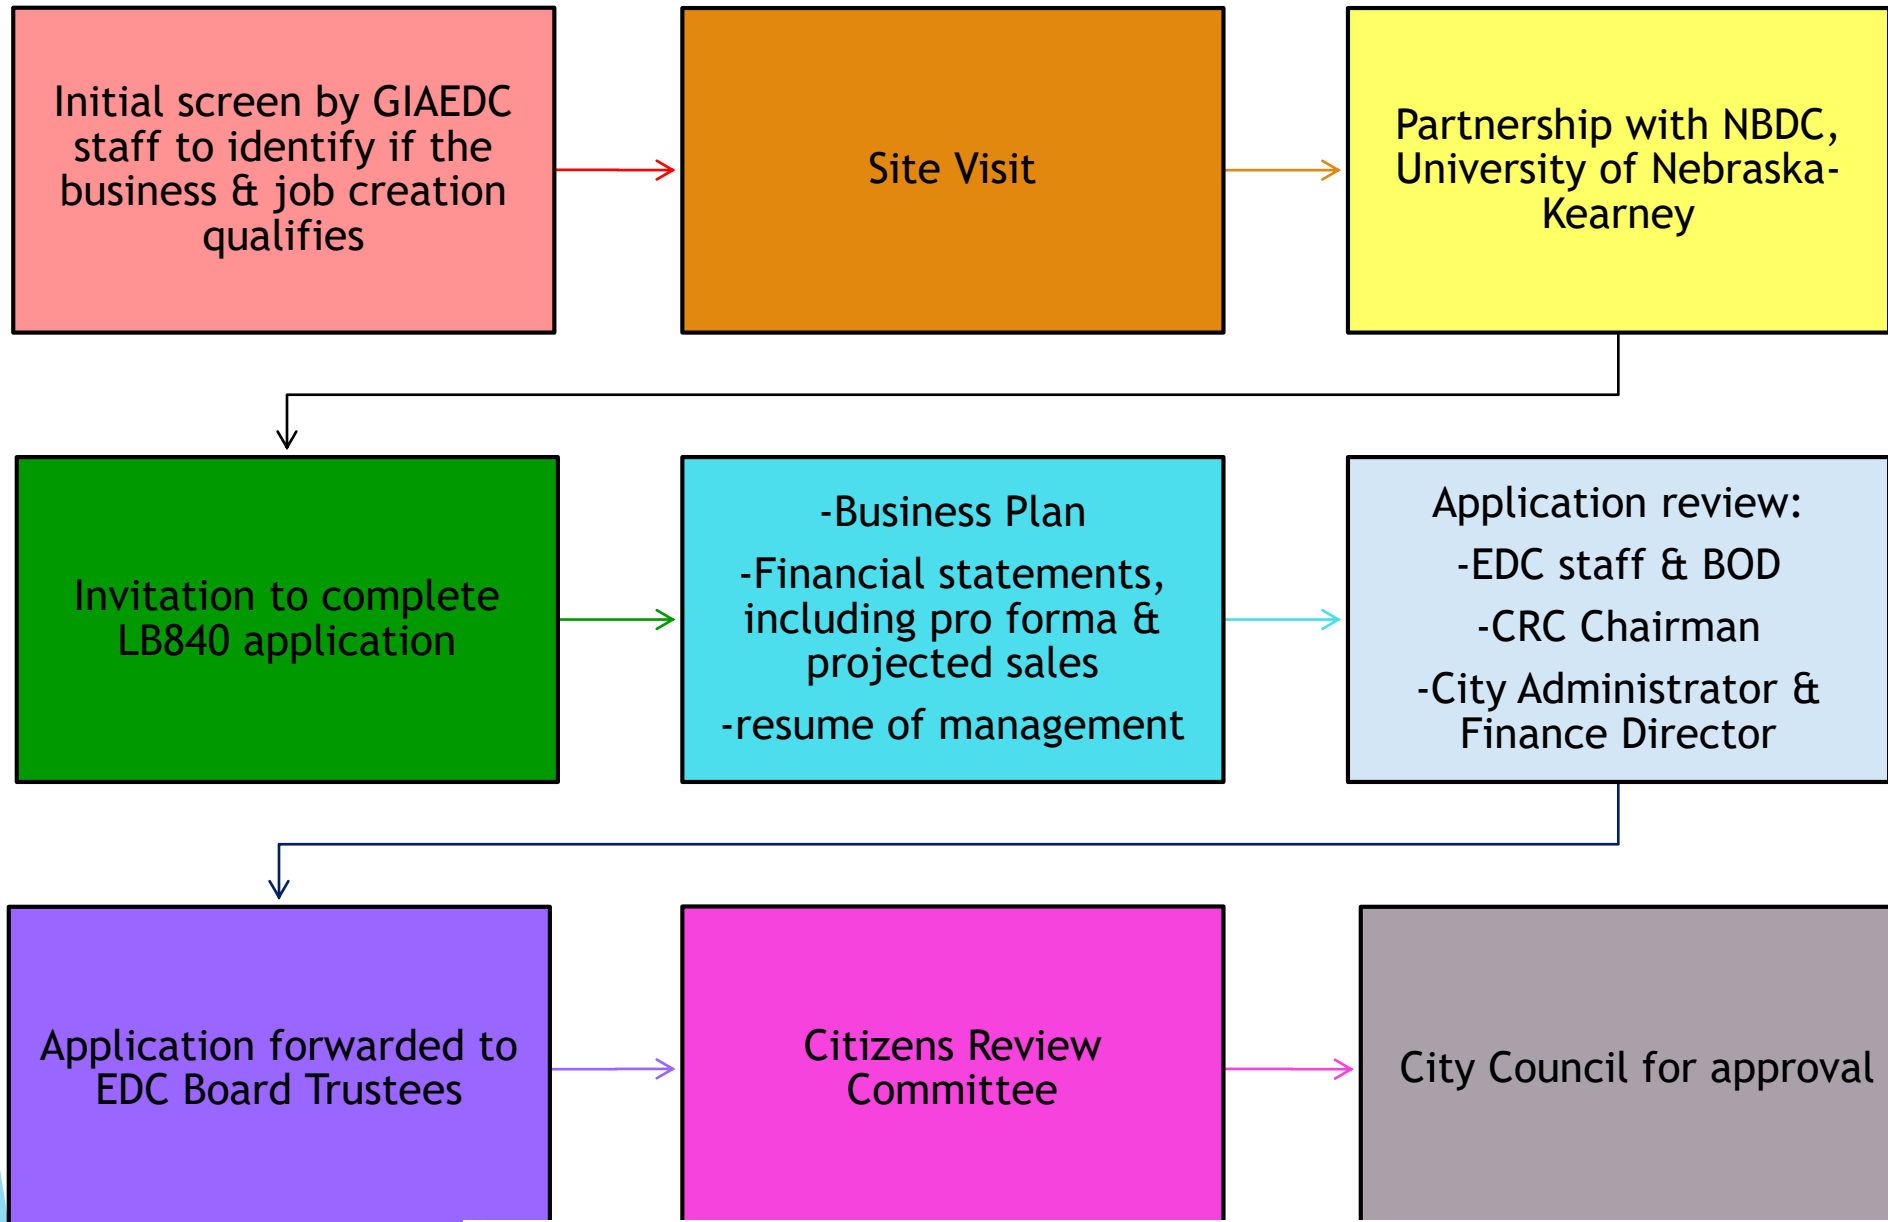 Initial screen by GIAEDC
staff to identify if the
business & job creation
qualifies
Site Visit
Partnership with NBDC,
University of Nebraska-
Kearney
Invitation to complete
LB840 application
-Business Plan
-Financial statements,
including pro forma &
projected sales
-resume of management
Application review:
-EDC staff & BOD
-CRC Chairman
-City Administrator &
Finance Director
Application forwarded to
EDC Board Trustees
Citizens Review
Committee
City Council for approval